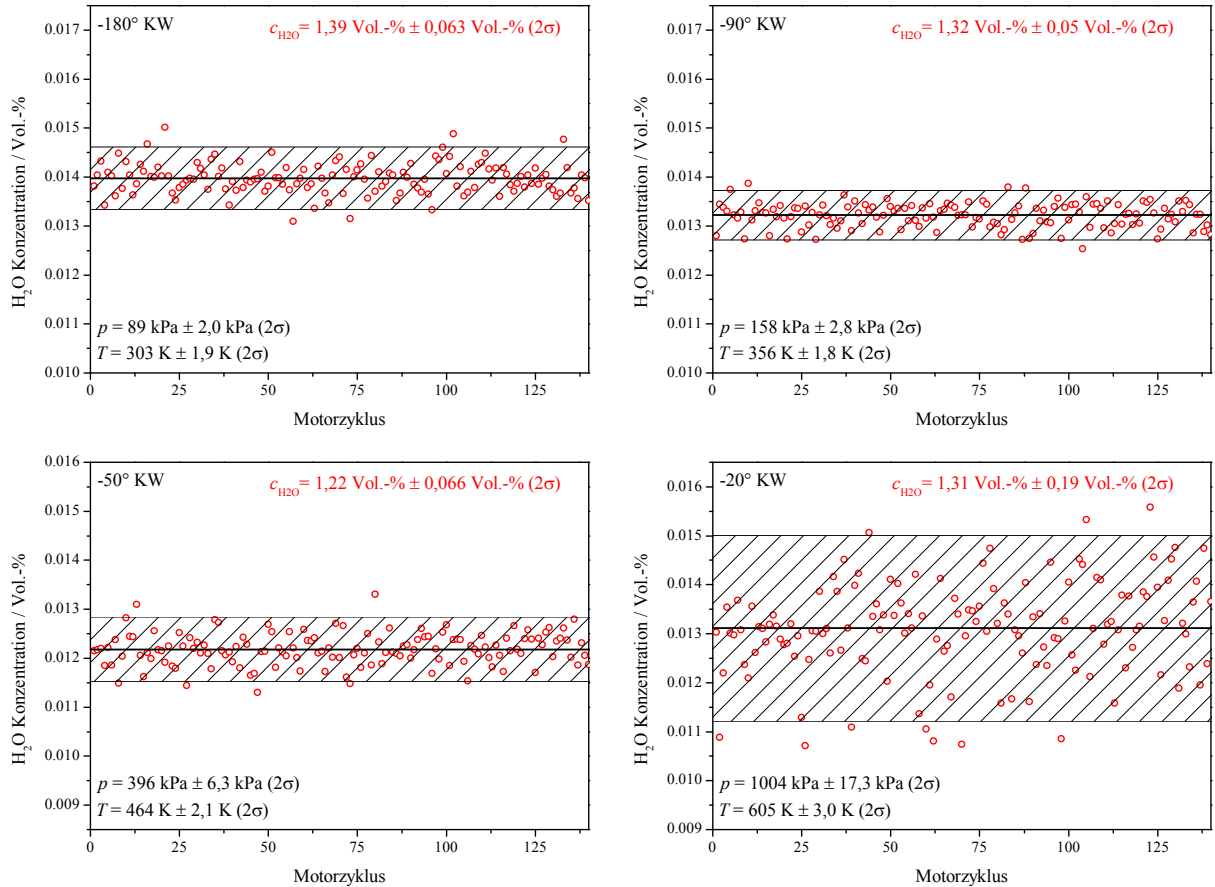 -180° KW
c_H2O = 1,39 Vol.-% ± 0,063 Vol.-% (2σ)
0.017
0.016
0.015
0.014
0.013
0.012
0.011
0.010
H₂O Konzentration / Vol.-%
p = 89 kPa ± 2,0 kPa (2σ)
T = 303 K ± 1,9 K (2σ)
0 25 50 75 100 125
Motorzyklus
-90° KW
c_H2O = 1,32 Vol.-% ± 0,05 Vol.-% (2σ)
0.017
0.016
0.015
0.014
0.013
0.012
0.011
0.010
H₂O Konzentration / Vol.-%
p = 158 kPa ± 2,8 kPa (2σ)
T = 356 K ± 1,8 K (2σ)
0 25 50 75 100 125
Motorzyklus
-50° KW
c_H2O = 1,22 Vol.-% ± 0,066 Vol.-% (2σ)
0.016
0.015
0.014
0.013
0.012
0.011
0.010
0.009
H₂O Konzentration / Vol.-%
p = 396 kPa ± 6,3 kPa (2σ)
T = 464 K ± 2,1 K (2σ)
0 25 50 75 100 125
Motorzyklus
-20° KW
c_H2O = 1,31 Vol.-% ± 0,19 Vol.-% (2σ)
0.016
0.015
0.014
0.013
0.012
0.011
0.010
0.009
H₂O Konzentration / Vol.-%
p = 1004 kPa ± 17,3 kPa (2σ)
T = 605 K ± 3,0 K (2σ)
0 25 50 75 100 125
Motorzyklus